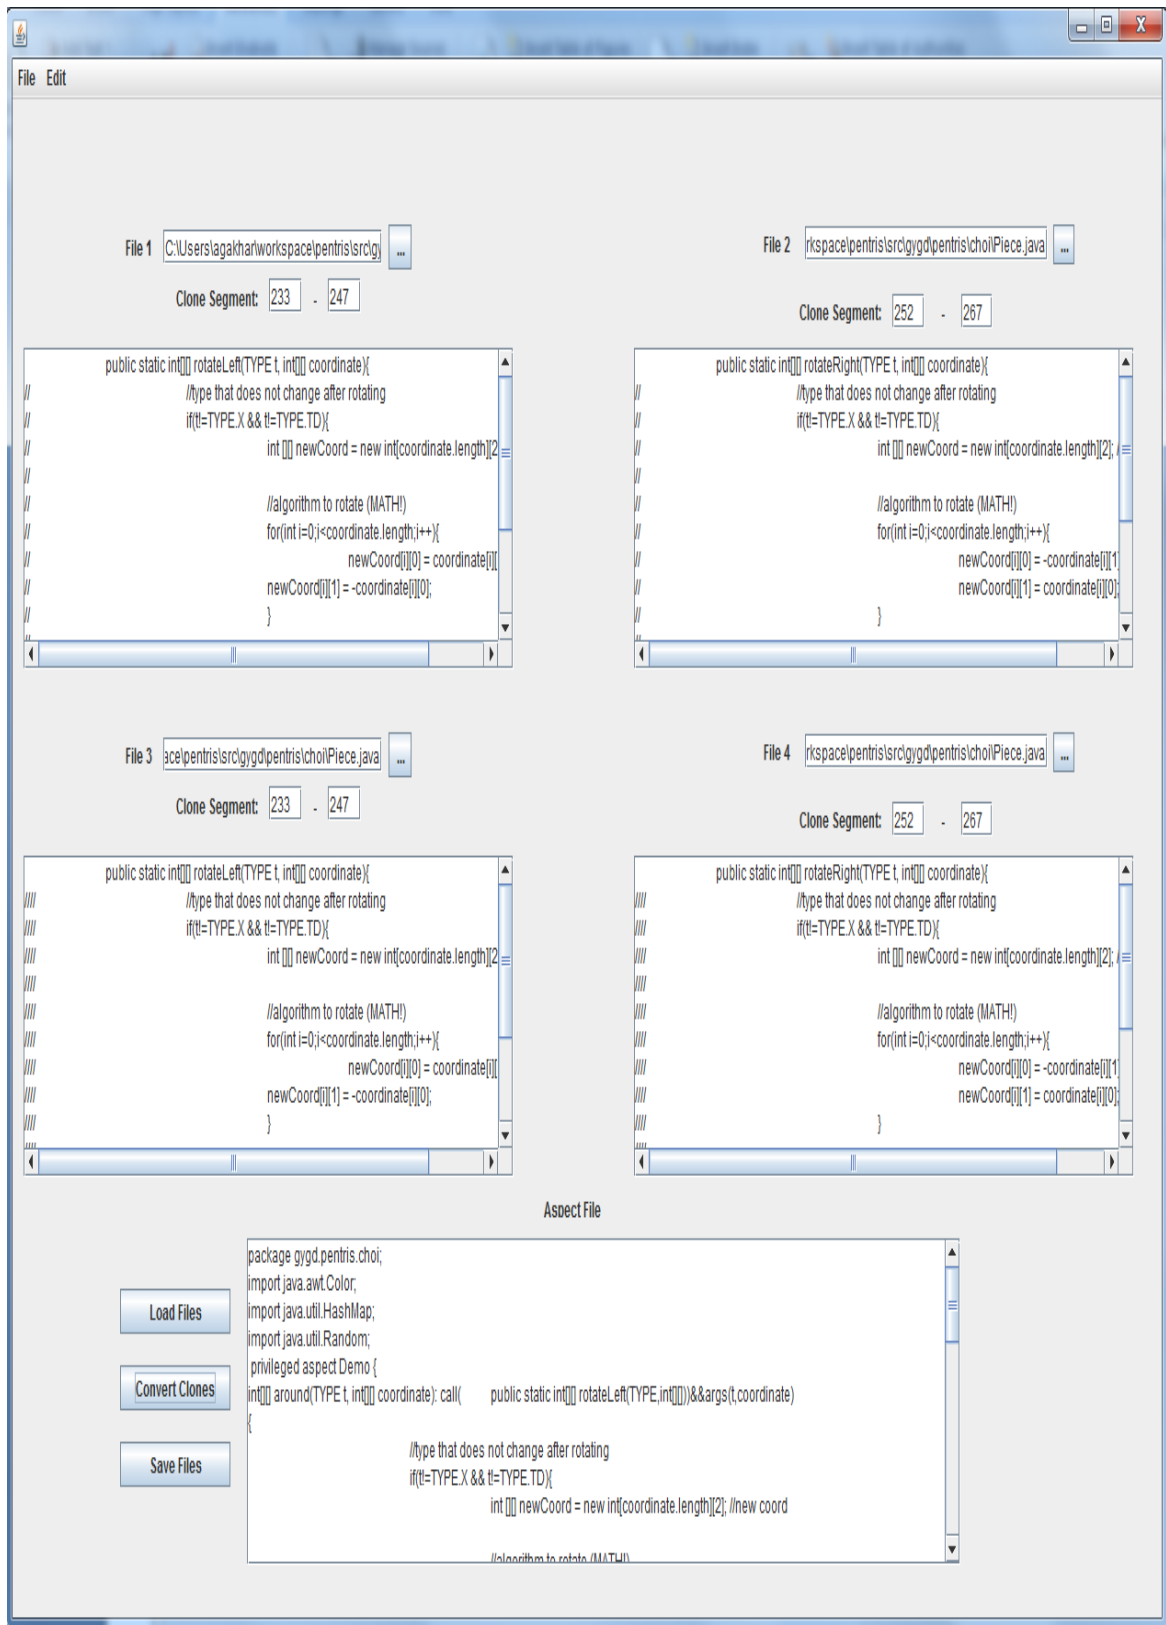 File Edit
File 1 C:\Users\agakhar\workspace\pentris\src\gy ...
File 2 rkspace\pentris\src\gygd\pentris\choi\Piece.java ...
Clone Segment: 233 - 247
Clone Segment: 252 - 267
public static int[][] rotateLeft(TYPE t, int[][] coordinate){
// //type that does not change after rotating
// if(t!=TYPE.X && t!=TYPE.TD){
// int [][] newCoord = new int[coordinate.length][2
//
// //algorithm to rotate (MATH!)
// for(int i=0;i<coordinate.length;i++){
// newCoord[i][0] = coordinate[i][
// newCoord[i][1] = -coordinate[i][0];
// }
//
public static int[][] rotateRight(TYPE t, int[][] coordinate){
// //type that does not change after rotating
// if(t!=TYPE.X && t!=TYPE.TD){
// int [][] newCoord = new int[coordinate.length][2]; /
//
// //algorithm to rotate (MATH!)
// for(int i=0;i<coordinate.length;i++){
// newCoord[i][0] = -coordinate[i][1]
// newCoord[i][1] = coordinate[i][0];
// }
//
File 3 ace\pentris\src\gygd\pentris\choi\Piece.java ...
File 4 rkspace\pentris\src\gygd\pentris\choi\Piece.java ...
Clone Segment: 233 - 247
Clone Segment: 252 - 267
public static int[][] rotateLeft(TYPE t, int[][] coordinate){
//// //type that does not change after rotating
//// if(t!=TYPE.X && t!=TYPE.TD){
//// int [][] newCoord = new int[coordinate.length][2
////
//// //algorithm to rotate (MATH!)
//// for(int i=0;i<coordinate.length;i++){
//// newCoord[i][0] = coordinate[i][
//// newCoord[i][1] = -coordinate[i][0];
//// }
////
public static int[][] rotateRight(TYPE t, int[][] coordinate){
//// //type that does not change after rotating
//// if(t!=TYPE.X && t!=TYPE.TD){
//// int [][] newCoord = new int[coordinate.length][2]; /
////
//// //algorithm to rotate (MATH!)
//// for(int i=0;i<coordinate.length;i++){
//// newCoord[i][0] = -coordinate[i][1]
//// newCoord[i][1] = coordinate[i][0];
//// }
////
Aspect File
Load Files
Convert Clones
Save Files
package gygd.pentris.choi;
import java.awt.Color;
import java.util.HashMap;
import java.util.Random;
privileged aspect Demo {
int[][] around(TYPE t, int[][] coordinate): call( public static int[][] rotateLeft(TYPE,int[][]))&&args(t,coordinate)
{
//type that does not change after rotating
if(t!=TYPE.X && t!=TYPE.TD){
int [][] newCoord = new int[coordinate.length][2]; //new coord
//algorithm to rotate (MATH!)